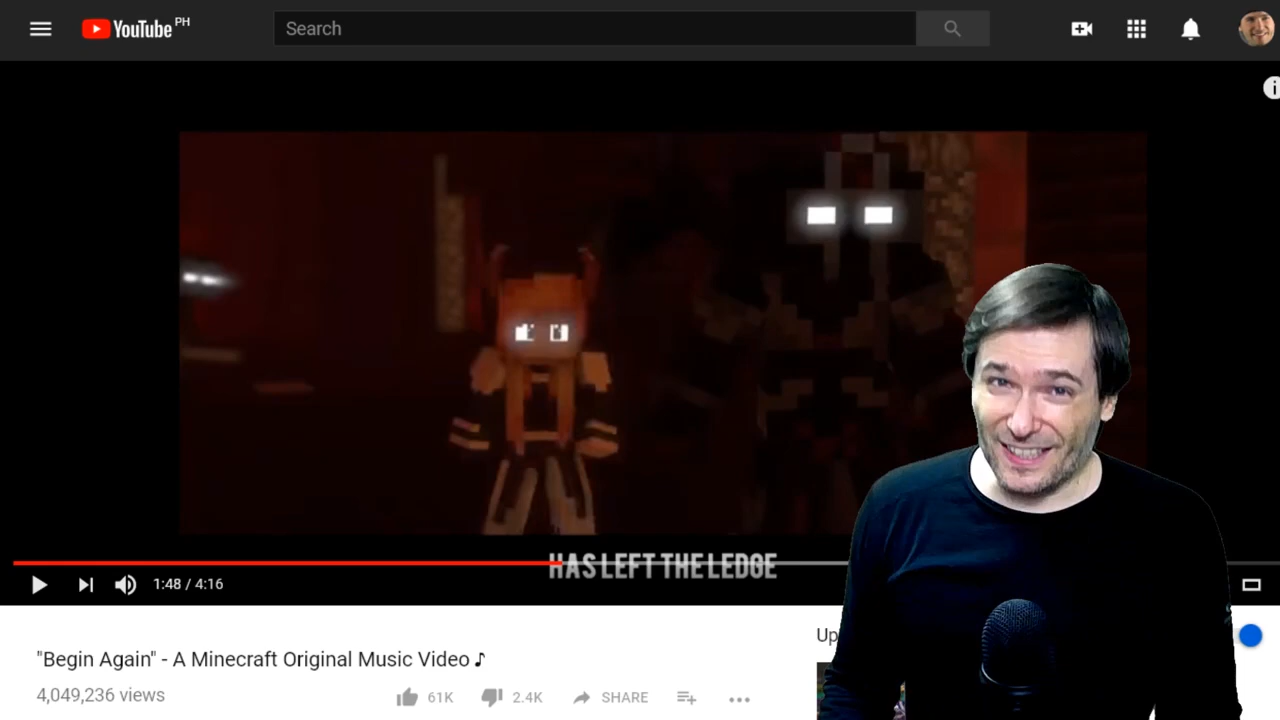 YouTube PH
Search
HAS LEFT THE LEDGE
1:48 / 4:16
Up
"Begin Again" - A Minecraft Original Music Video ♪
4,049,236 views
61K
2.4K
SHARE